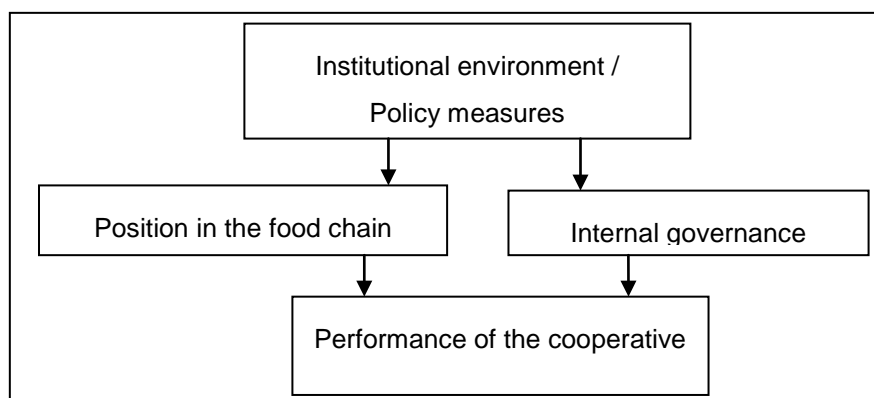 Institutional environment /
Policy measures
Position in the food chain
Internal governance
Performance of the cooperative